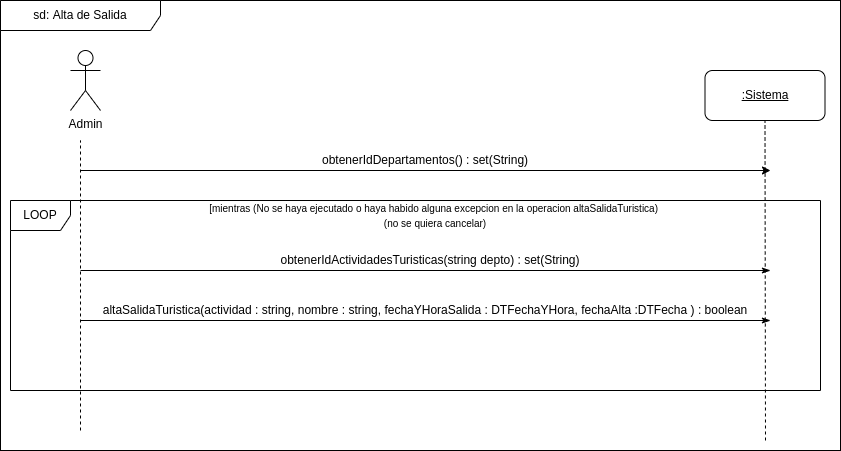 sd: Alta de Salida
Admin
:Sistema
obtenerIdDepartamentos() : set(String)
LOOP
[mientras (No se haya ejecutado o haya habido alguna excepcion en la operacion altaSalidaTuristica)
(no se quiera cancelar)
obtenerIdActividadesTuristicas(string depto) : set(String)
altaSalidaTuristica(actividad : string, nombre : string, fechaYHoraSalida : DTFechaYHora, fechaAlta :DTFecha ) : boolean